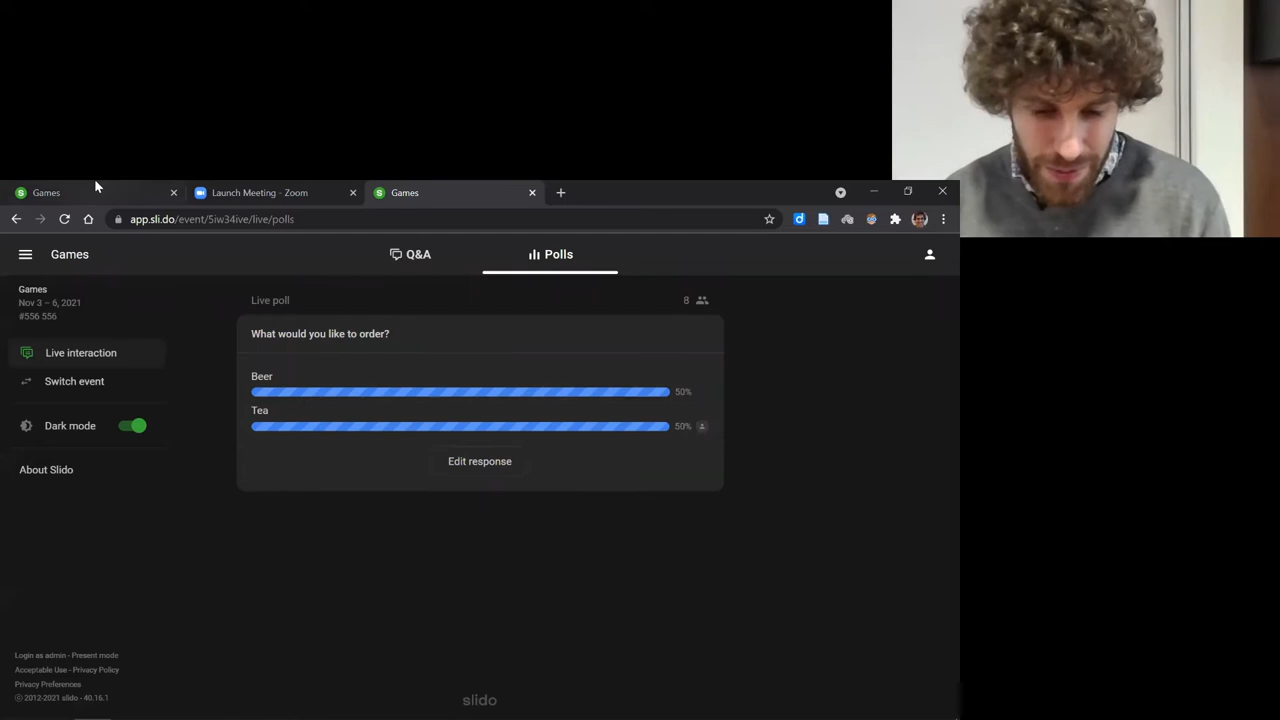 Games
Launch Meeting - Zoom
Games
app.sli.do/event/5iw34ive/live/polls
Games
Q&A
Polls
Games
Nov 3 – 6, 2021
#556 556
Live interaction
Switch event
Dark mode
About Slido
Live poll
8
What would you like to order?
Beer
50%
Tea
50%
Edit response
Login as admin - Present mode
Acceptable Use - Privacy Policy
Privacy Preferences
© 2012-2021 slido - 40.16.1
slido